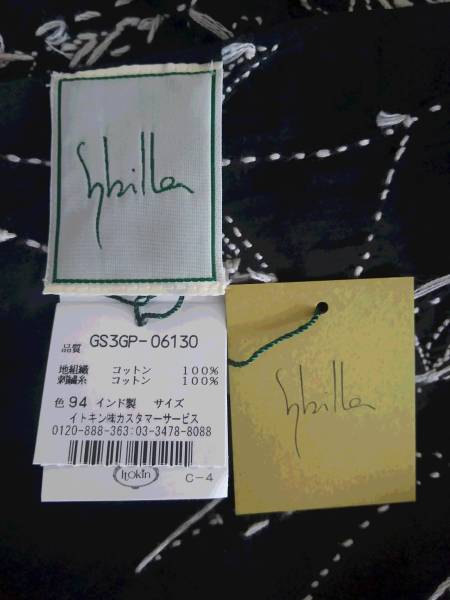 Sybilla
品質 GS3GP-06130
地組織 コットン 100%
刺繍糸 コットン 100%
色 94 インド製 サイズ
イトキン㈱カスタマーサービス
0120-888-363:03-3478-8088
Itokin
C-4
Sybilla